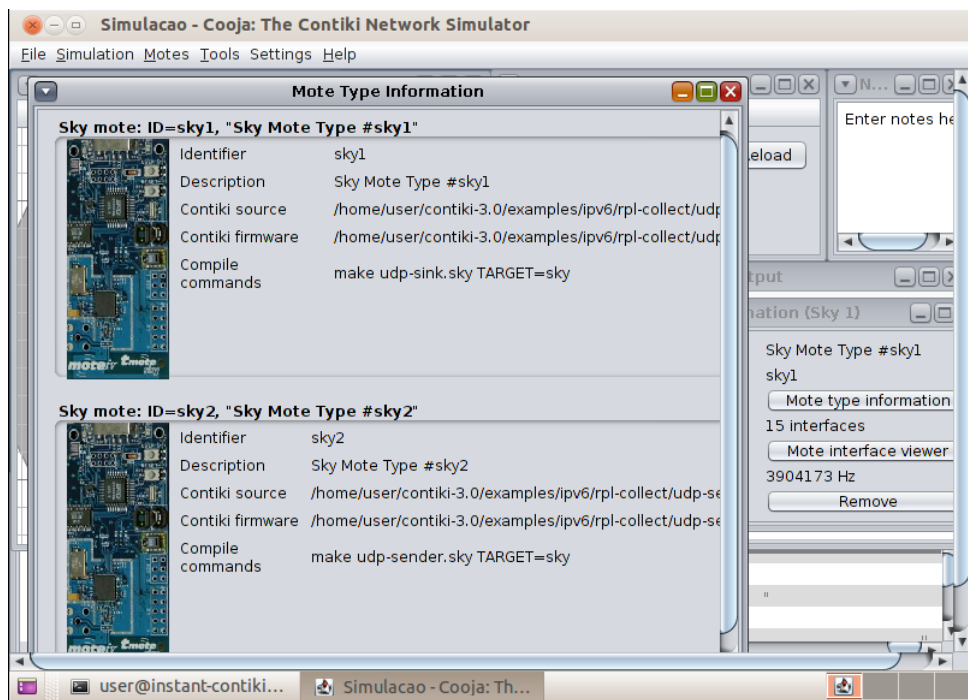 Simulacao - Cooja: The Contiki Network Simulator
File Simulation Motes Tools Settings Help
Mote Type Information
N...
Enter notes he
eload
Sky mote: ID=sky1, "Sky Mote Type #sky1"
Identifier sky1
Description Sky Mote Type #sky1
Contiki source /home/user/contiki-3.0/examples/ipv6/rpl-collect/udp
Contiki firmware /home/user/contiki-3.0/examples/ipv6/rpl-collect/udp
Compile
commands
make udp-sink.sky TARGET=sky
moteiv tmote
Sky mote: ID=sky2, "Sky Mote Type #sky2"
Identifier sky2
Description Sky Mote Type #sky2
Contiki source /home/user/contiki-3.0/examples/ipv6/rpl-collect/udp-se
Contiki firmware /home/user/contiki-3.0/examples/ipv6/rpl-collect/udp-se
Compile
commands
make udp-sender.sky TARGET=sky
moteiv tmote
tput
nation (Sky 1)
Sky Mote Type #sky1
sky1
Mote type information
15 interfaces
Mote interface viewer
3904173 Hz
Remove
user@instant-contiki...
Simulacao - Cooja: Th...